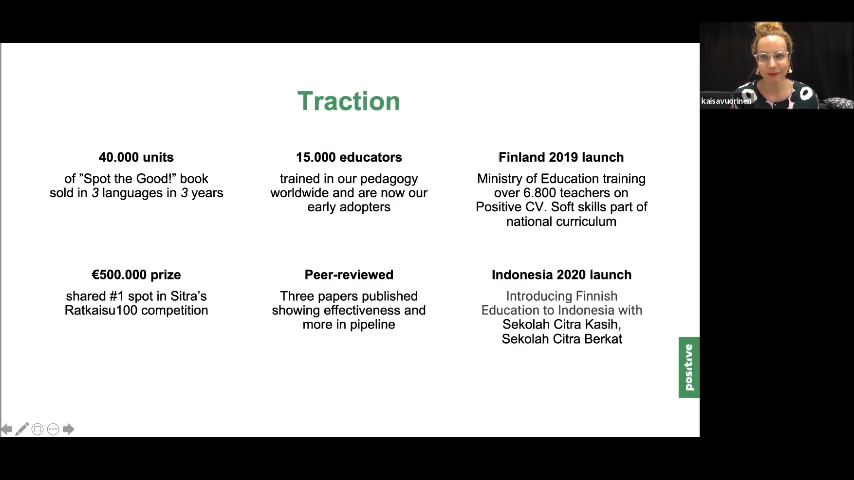 Traction
40.000 units
of "Spot the Good!" book
sold in 3 languages in 3 years
15.000 educators
trained in our pedagogy
worldwide and are now our
early adopters
Finland 2019 launch
Ministry of Education training
over 6.800 teachers on
Positive CV. Soft skills part of
national curriculum
€500.000 prize
shared #1 spot in Sitra's
Ratkaisu100 competition
Peer-reviewed
Three papers published
showing effectiveness and
more in pipeline
Indonesia 2020 launch
Introducing Finnish
Education to Indonesia with
Sekolah Citra Kasih,
Sekolah Citra Berkat
positive
kaisavuorinen